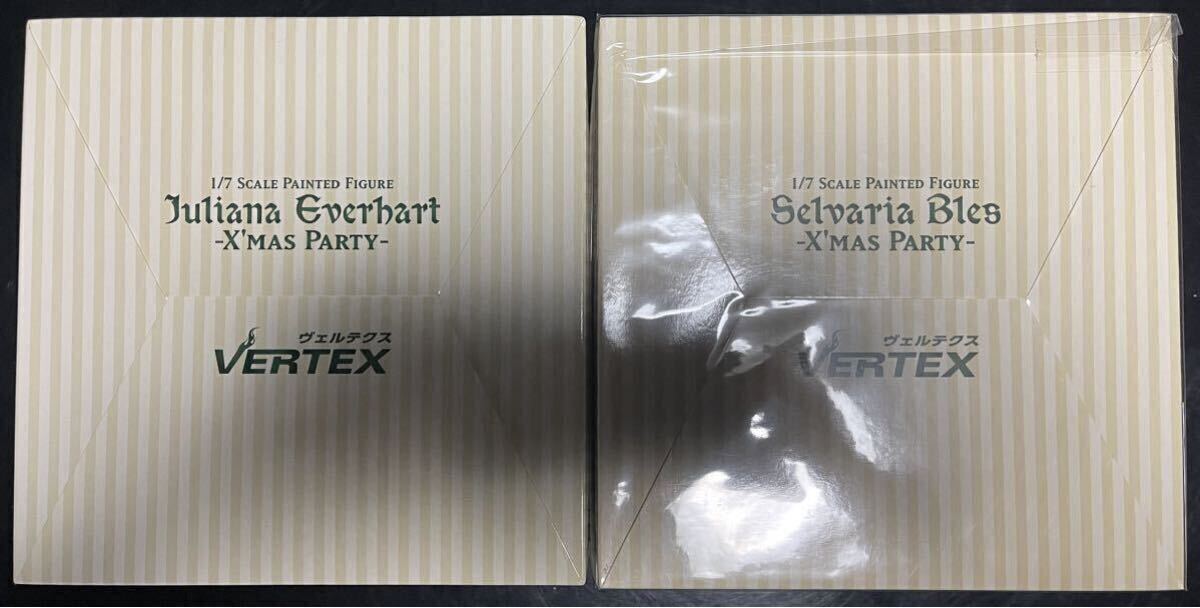 1/7 Scale Painted Figure
Juliana Everhart
-X'mas Party-
ヴェルテクス
VERTEX
1/7 Scale Painted Figure
Selvaria Bles
-X'mas Party-
ヴェルテクス
VERTEX